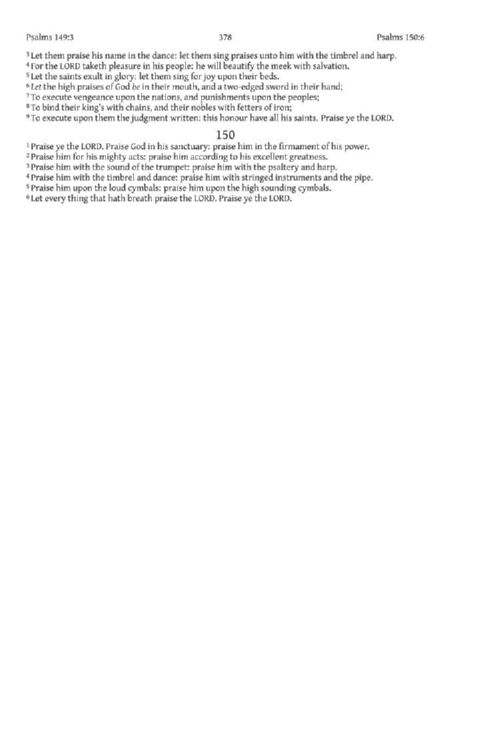 Psalms 149:3 378 Psalms 150:6
3 Let them praise his name in the dance: let them sing praises unto him with the timbrel and harp.
4 For the LORD taketh pleasure in his people: he will beautify the meek with salvation.
5 Let the saints exult in glory: let them sing for joy upon their beds.
6 Let the high praises of God be in their mouth, and a two-edged sword in their hand;
7 To execute vengeance upon the nations, and punishments upon the peoples;
8 To bind their king's with chains, and their nobles with fetters of iron;
9 To execute upon them the judgment written: this honour have all his saints. Praise ye the LORD.
150
1 Praise ye the LORD. Praise God in his sanctuary: praise him in the firmament of his power.
2 Praise him for his mighty acts: praise him according to his excellent greatness.
3 Praise him with the sound of the trumpet: praise him with the psaltery and harp.
4 Praise him with the timbrel and dance: praise him with stringed instruments and the pipe.
5 Praise him upon the loud cymbals: praise him upon the high sounding cymbals.
6 Let every thing that hath breath praise the LORD. Praise ye the LORD.